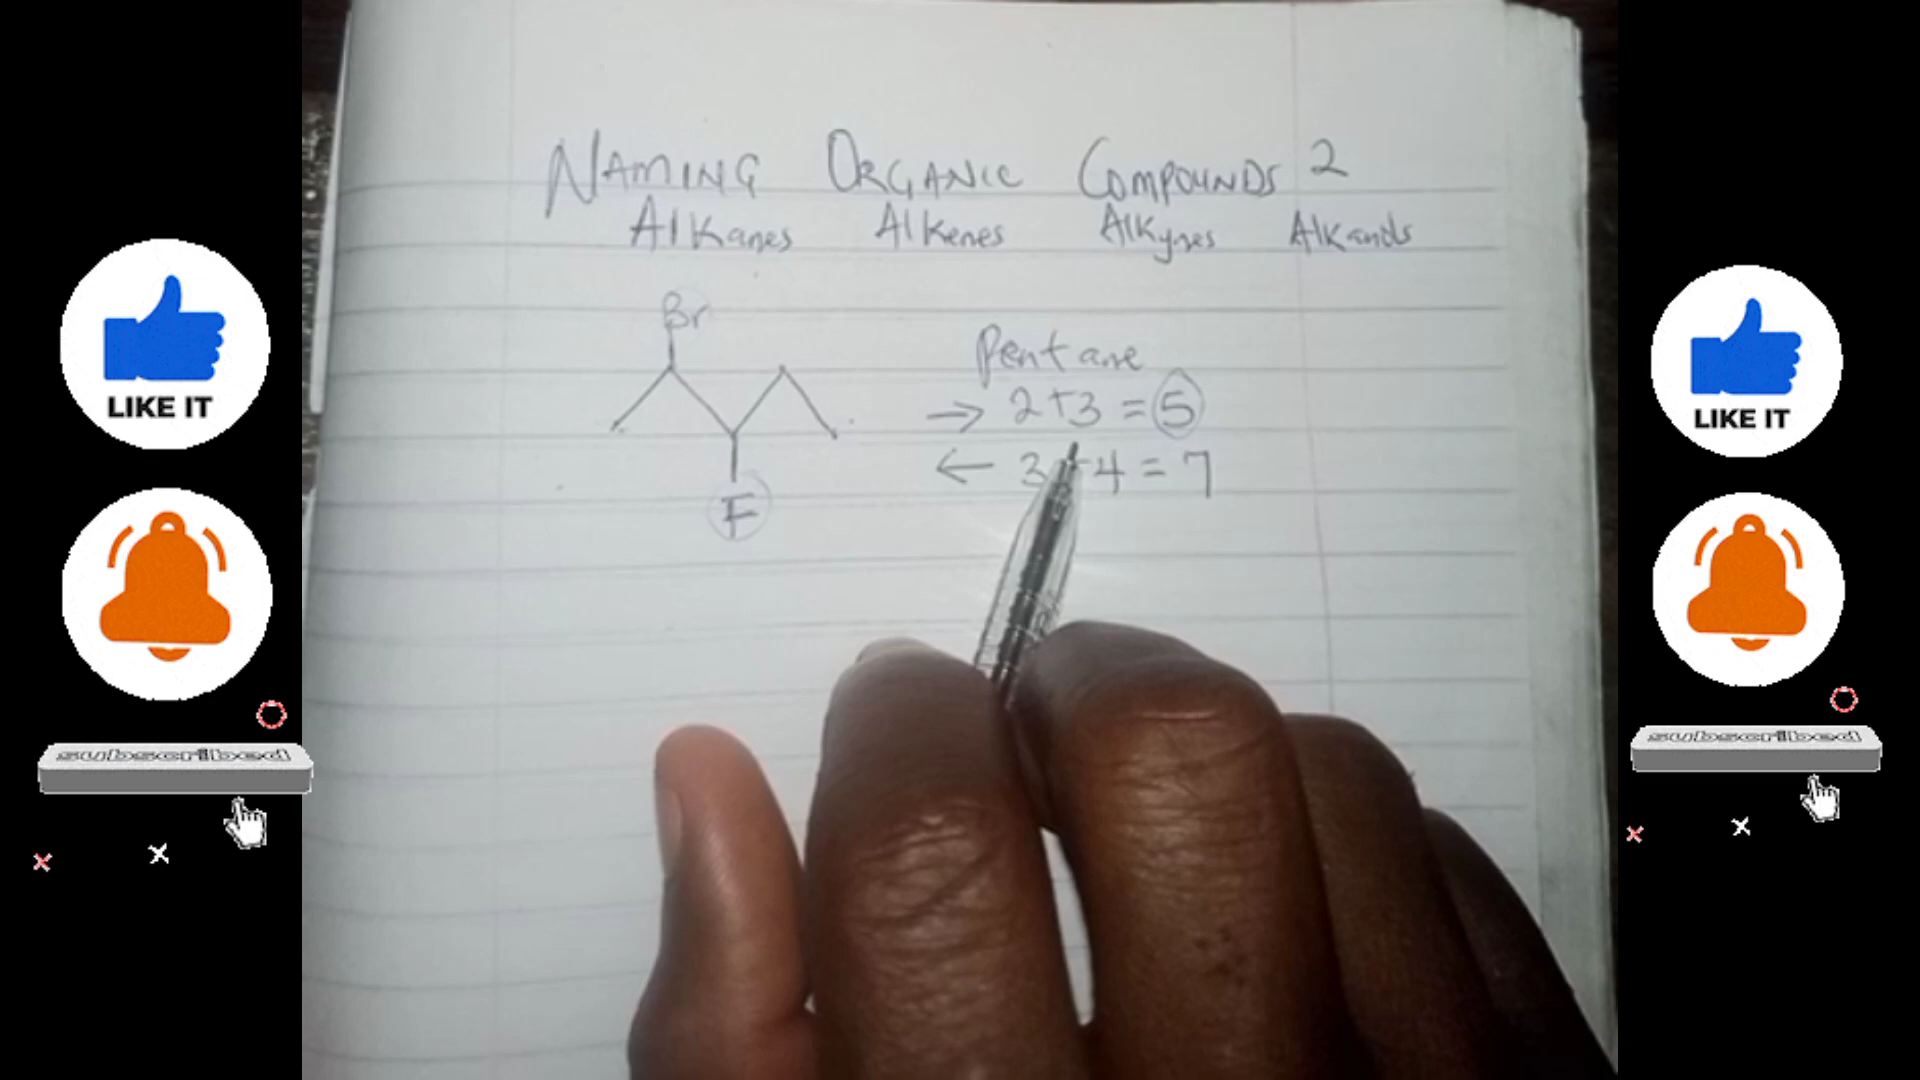 NAMING ORGANIC COMPOUNDS 2
Alkanes Alkenes Alkynes Alkanols
Br
Pentane
→ 2+3 = 5
← 3+4 = 7
F
LIKE IT
subscribed
LIKE IT
subscribed